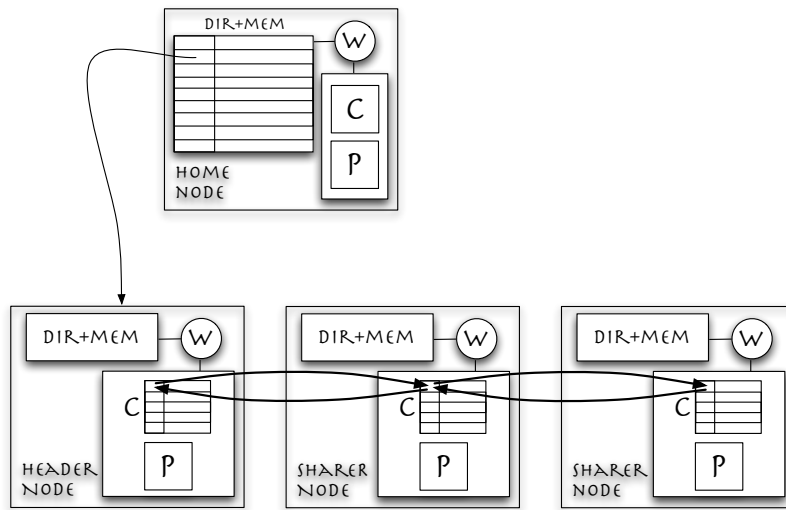 DIR+MEM
W
C
P
HOME
NODE
DIR+MEM
W
C
P
HEADER
NODE
DIR+MEM
W
C
P
SHARER
NODE
DIR+MEM
W
C
P
SHARER
NODE